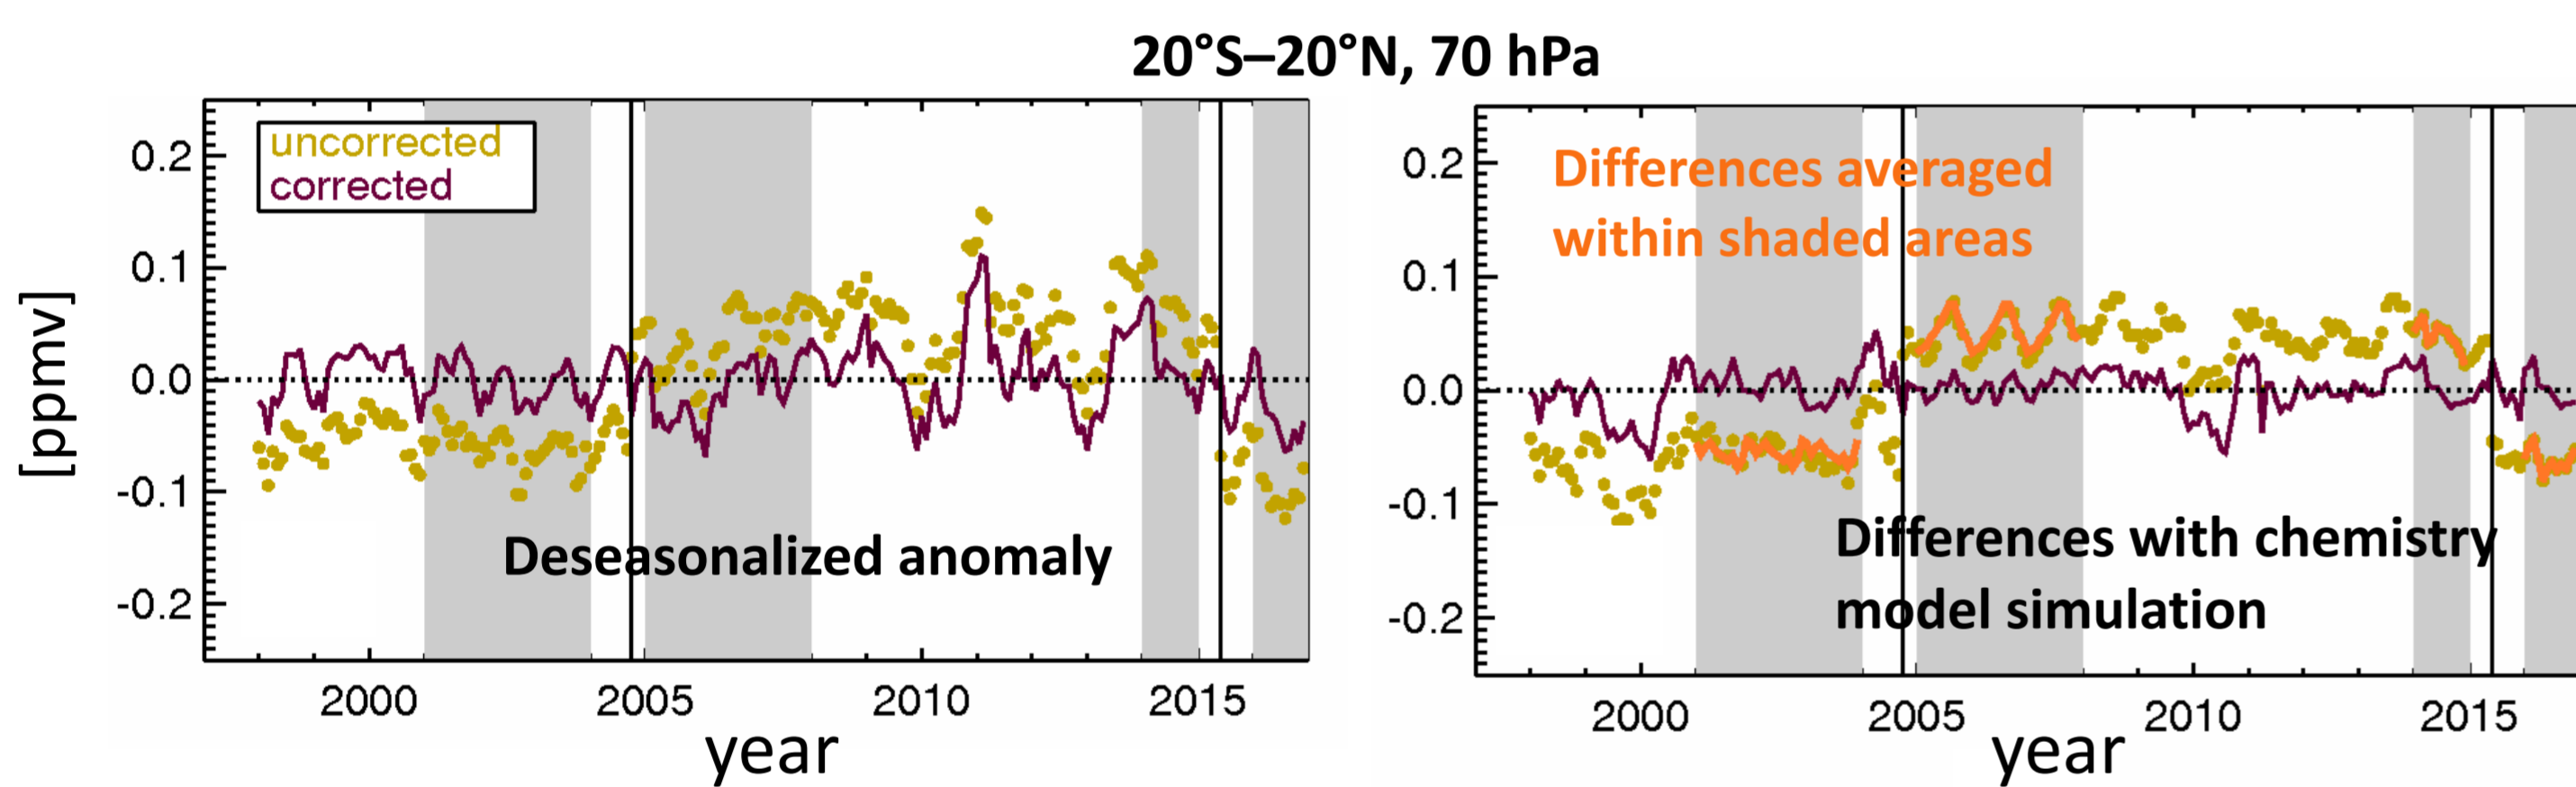 20°S–20°N, 70 hPa
[ppmv]
0.2
0.1
0.0
-0.1
-0.2
uncorrected
corrected
Deseasonalized anomaly
2000 2005 2010 2015
year
0.2
0.1
0.0
-0.1
-0.2
Differences averaged
within shaded areas
Differences with chemistry
model simulation
2000 2005 2010 2015
year